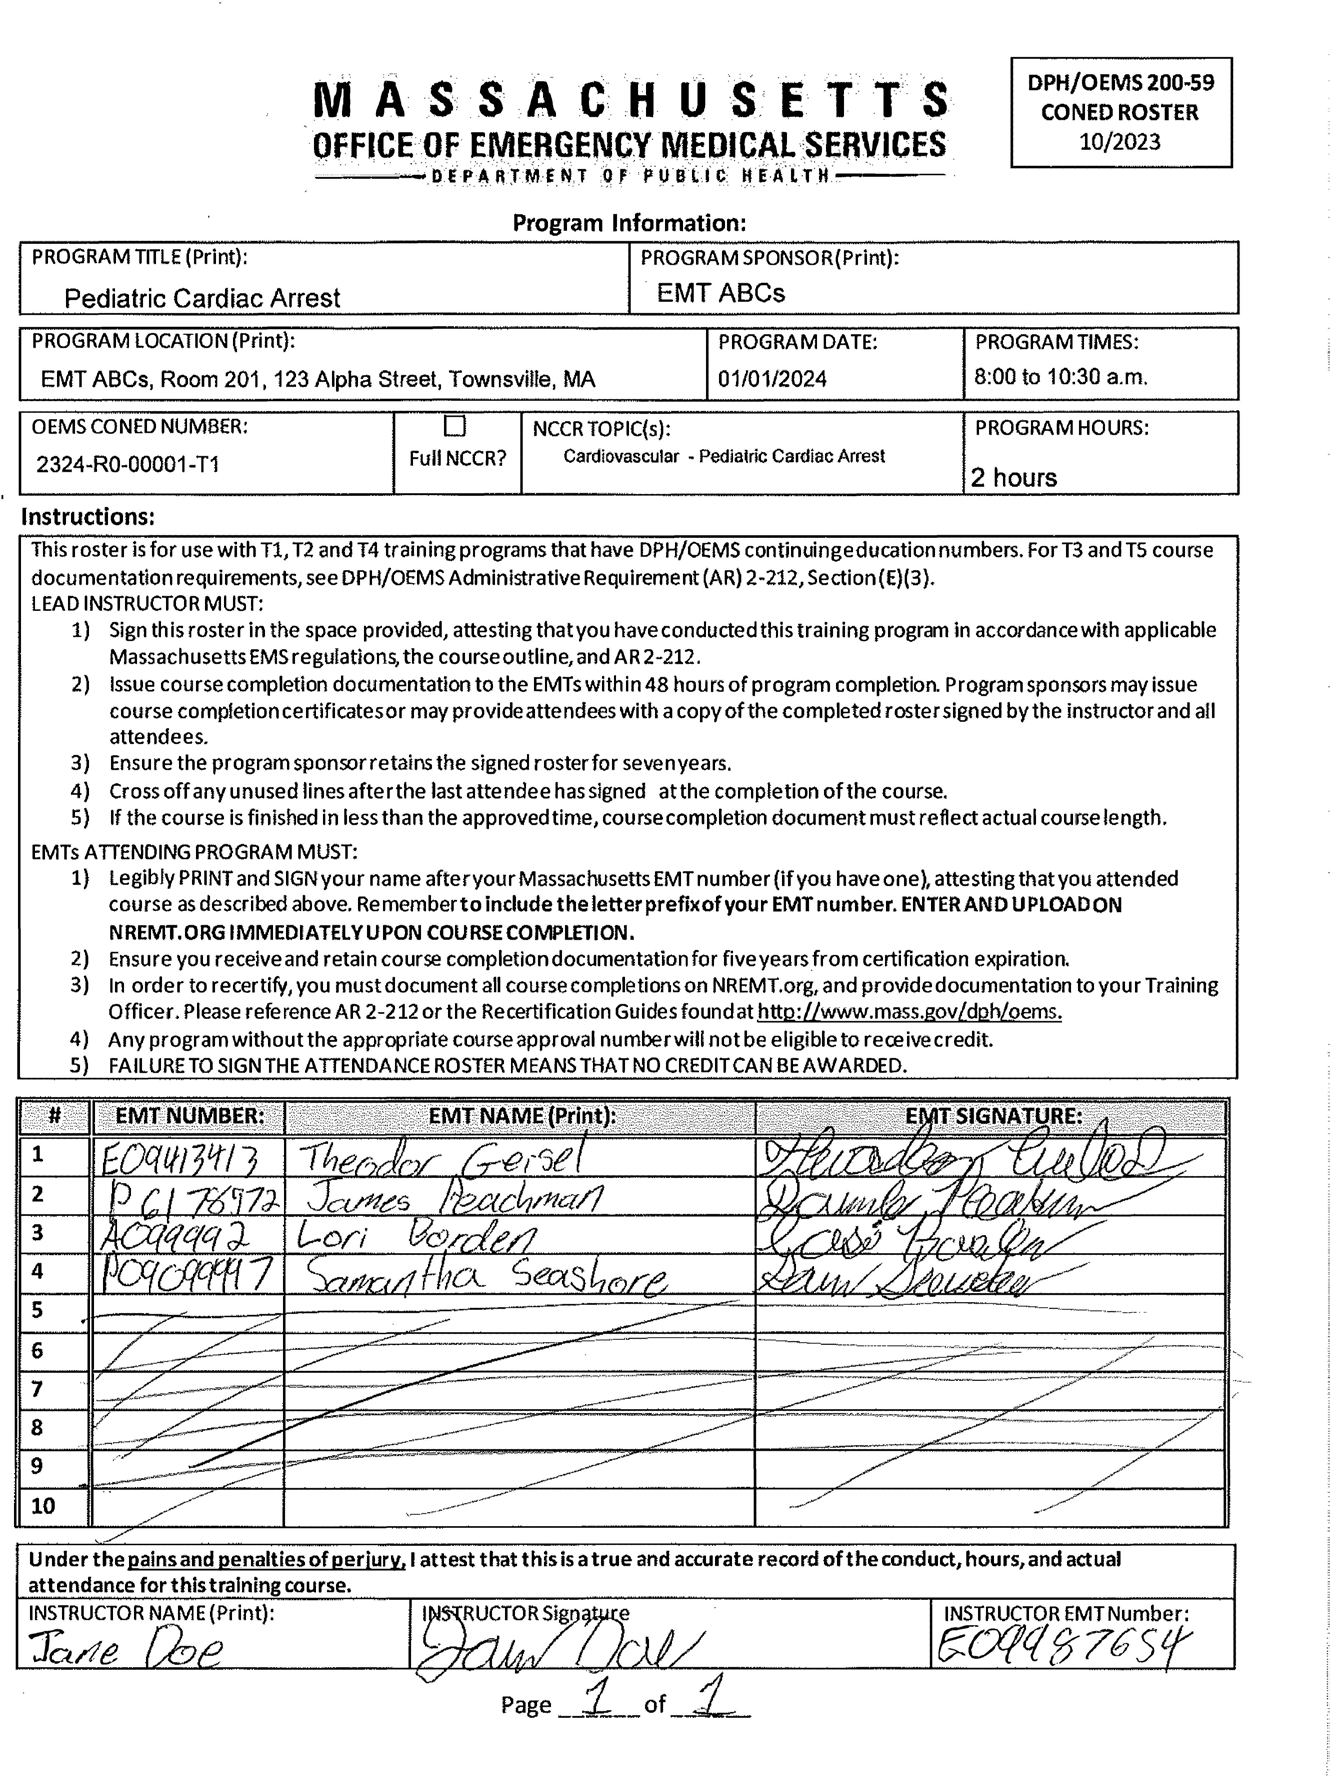 MASSACHUSETTS
OFFICE OF EMERGENCY MEDICAL SERVICES
DEPARTMENT OF PUBLIC HEALTH
DPH/OEMS 200-59
CONED ROSTER
10/2023
Program Information:
PROGRAM TITLE (Print):
Pediatric Cardiac Arrest
PROGRAM SPONSOR (Print):
EMT ABCs
PROGRAM LOCATION (Print):
EMT ABCs, Room 201, 123 Alpha Street, Townsville, MA
PROGRAM DATE:
01/01/2024
PROGRAM TIMES:
8:00 to 10:30 a.m.
OEMS CONED NUMBER:
2324-R0-00001-T1
☐
Full NCCR?
NCCR TOPIC(s):
Cardiovascular - Pediatric Cardiac Arrest
PROGRAM HOURS:
2 hours
Instructions:
This roster is for use with T1, T2 and T4 training programs that have DPH/OEMS continuing education numbers. For T3 and T5 course
documentation requirements, see DPH/OEMS Administrative Requirement (AR) 2-212, Section (E)(3).
LEAD INSTRUCTOR MUST:
1) Sign this roster in the space provided, attesting that you have conducted this training program in accordance with applicable
Massachusetts EMS regulations, the course outline, and AR 2-212.
2) Issue course completion documentation to the EMTs within 48 hours of program completion. Program sponsors may issue
course completion certificates or may provide attendees with a copy of the completed roster signed by the instructor and all
attendees.
3) Ensure the program sponsor retains the signed roster for seven years.
4) Cross off any unused lines after the last attendee has signed at the completion of the course.
5) If the course is finished in less than the approved time, course completion document must reflect actual course length.
EMTs ATTENDING PROGRAM MUST:
1) Legibly PRINT and SIGN your name after your Massachusetts EMT number (if you have one), attesting that you attended
course as described above. Remember to include the letter prefix of your EMT number. ENTER AND UPLOAD ON
NREMT.ORG IMMEDIATELY UPON COURSE COMPLETION.
2) Ensure you receive and retain course completion documentation for five years from certification expiration.
3) In order to recertify, you must document all course completions on NREMT.org, and provide documentation to your Training
Officer. Please reference AR 2-212 or the Recertification Guides found at http://www.mass.gov/dph/oems.
4) Any program without the appropriate course approval number will not be eligible to receive credit.
5) FAILURE TO SIGN THE ATTENDANCE ROSTER MEANS THAT NO CREDIT CAN BE AWARDED.
# EMT NUMBER: EMT NAME (Print): EMT SIGNATURE:
1 E09413413 Theodor Geisel
2 P6176972 James Peachman
3 A099992 Lori Borden
4 P0909997 Samantha Seashore
5
6
7
8
9
10
Under the pains and penalties of perjury, I attest that this is a true and accurate record of the conduct, hours, and actual
attendance for this training course.
INSTRUCTOR NAME (Print):
Jane Doe
INSTRUCTOR Signature
INSTRUCTOR EMT Number:
E0987654
Page 1 of 1